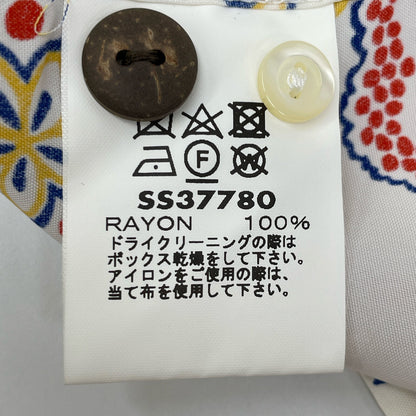 F
W
SS37780
RAYON 100%
ドライクリーニングの際は
ボックス乾燥をして下さい。
アイロンをご使用の際は、
当て布を使用して下さい。